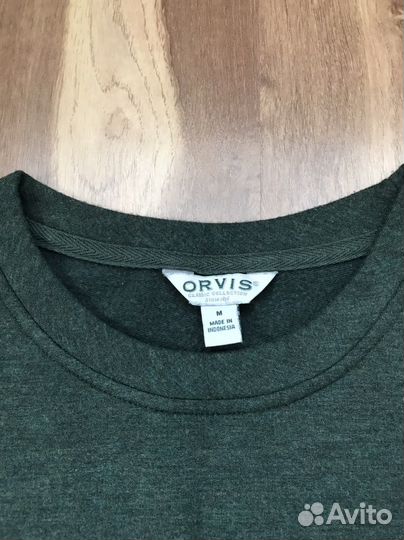 ORVIS®
CLASSIC COLLECTION
M
MADE IN
INDONESIA
Avito